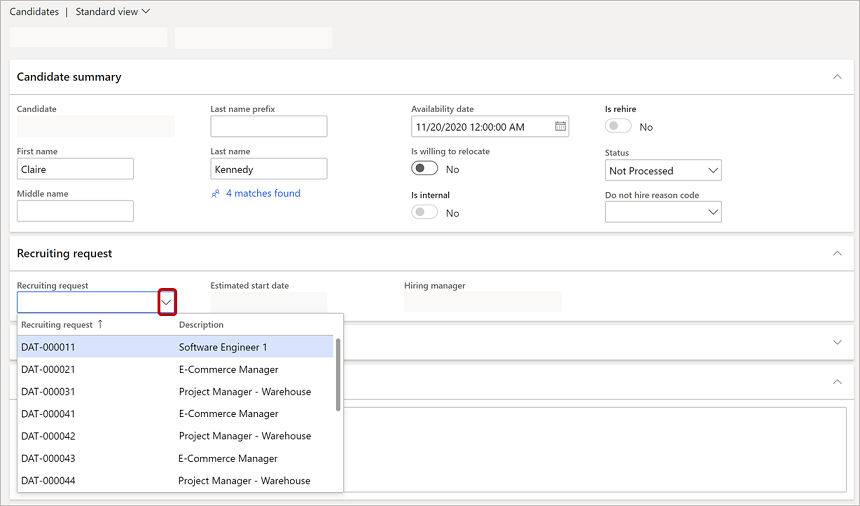 Candidates | Standard view
Candidate summary
Candidate
Last name prefix
Availability date
11/20/2020 12:00:00 AM
Is rehire
No
First name
Claire
Last name
Kennedy
4 matches found
Is willing to relocate
No
Status
Not Processed
Middle name
Is internal
No
Do not hire reason code
Recruiting request
Recruiting request
Estimated start date
Hiring manager
Recruiting request ↑ Description
DAT-000011 Software Engineer 1
DAT-000021 E-Commerce Manager
DAT-000031 Project Manager - Warehouse
DAT-000041 E-Commerce Manager
DAT-000042 Project Manager - Warehouse
DAT-000043 E-Commerce Manager
DAT-000044 Project Manager - Warehouse